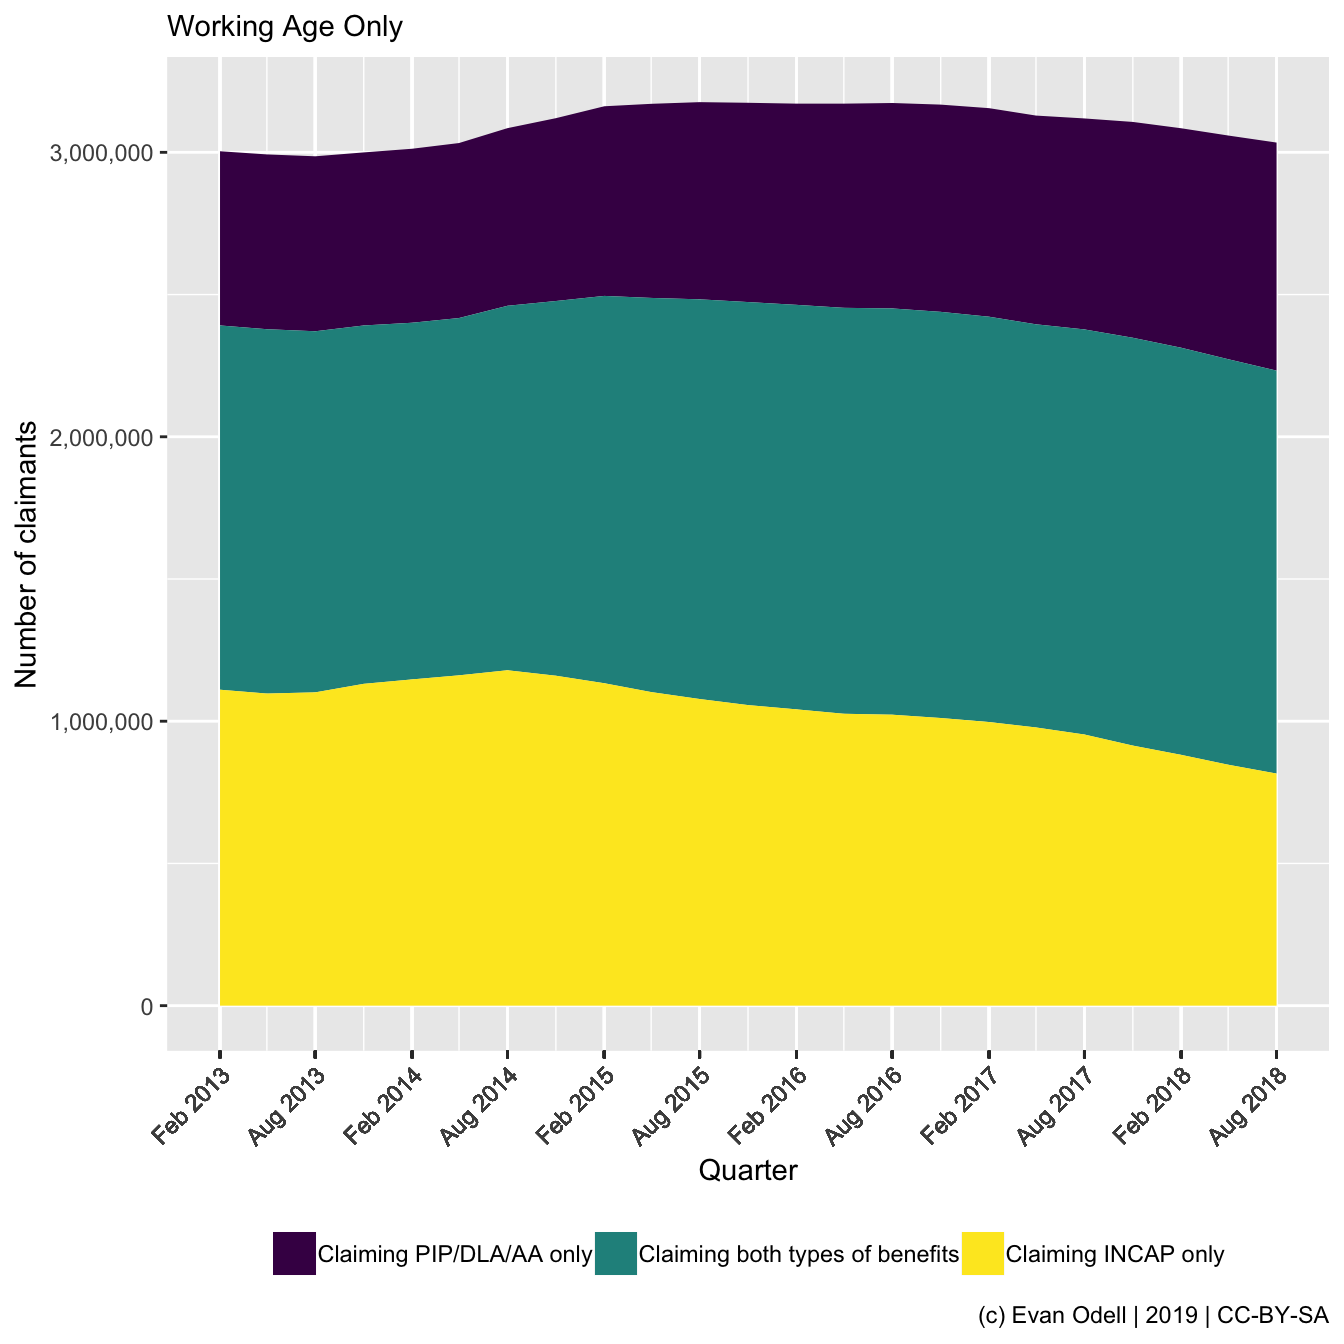 Working Age Only
Number of claimants
3,000,000
2,000,000
1,000,000
0
Feb 2013
Aug 2013
Feb 2014
Aug 2014
Feb 2015
Aug 2015
Feb 2016
Aug 2016
Feb 2017
Aug 2017
Feb 2018
Aug 2018
Quarter
Claiming PIP/DLA/AA only
Claiming both types of benefits
Claiming INCAP only
(c) Evan Odell | 2019 | CC-BY-SA